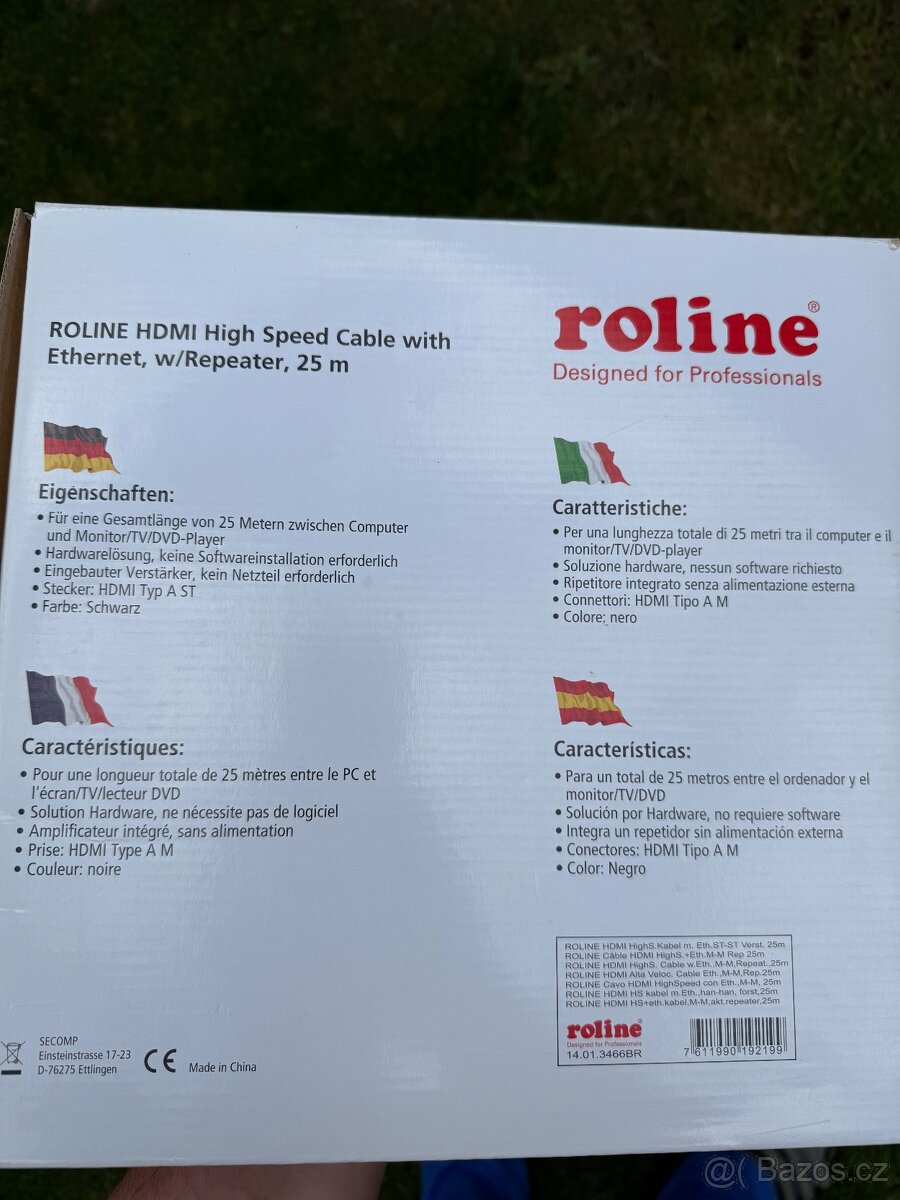 ROLINE HDMI High Speed Cable with
Ethernet, w/Repeater, 25 m
roline®
Designed for Professionals
Eigenschaften:
• Für eine Gesamtlänge von 25 Metern zwischen Computer
und Monitor/TV/DVD-Player
• Hardwarelösung, keine Softwareinstallation erforderlich
• Eingebauter Verstärker, kein Netzteil erforderlich
• Stecker: HDMI Typ A ST
• Farbe: Schwarz
Caratteristiche:
• Per una lunghezza totale di 25 metri tra il computer e il
monitor/TV/DVD-player
• Soluzione hardware, nessun software richiesto
• Ripetitore integrato senza alimentazione esterna
• Connettori: HDMI Tipo A M
• Colore: nero
Caractéristiques:
• Pour une longueur totale de 25 mètres entre le PC et
l'écran/TV/lecteur DVD
• Solution Hardware, ne nécessite pas de logiciel
• Amplificateur intégré, sans alimentation
• Prise: HDMI Type A M
• Couleur: noire
Características:
• Para un total de 25 metros entre el ordenador y el
monitor/TV/DVD
• Solución por Hardware, no requiere software
• Integra un repetidor sin alimentación externa
• Conectores: HDMI Tipo A M
• Color: Negro
ROLINE HDMI HighS.Kabel m. Eth.ST-ST Verst. 25m
ROLINE Câble HDMI HighS.+Eth.M-M Rep 25m
ROLINE HDMI HighS. Cable w.Eth.,M-M,Repeat.,25m
ROLINE HDMI Alta Veloc. Cable Eth.,M-M,Rep.25m
ROLINE Cavo HDMI HighSpeed con Eth.,M-M, 25m
ROLINE HDMI HS kabel m.Eth.,han-han, forst,25m
ROLINE HDMI HS+eth.kabel,M-M,akt.repeater,25m
roline®
Designed for Professionals
14.01.3466BR
7 611990 192199
SECOMP
Einsteinstrasse 17-23
D-76275 Ettlingen
CE
Made in China
@( Bazos.cz